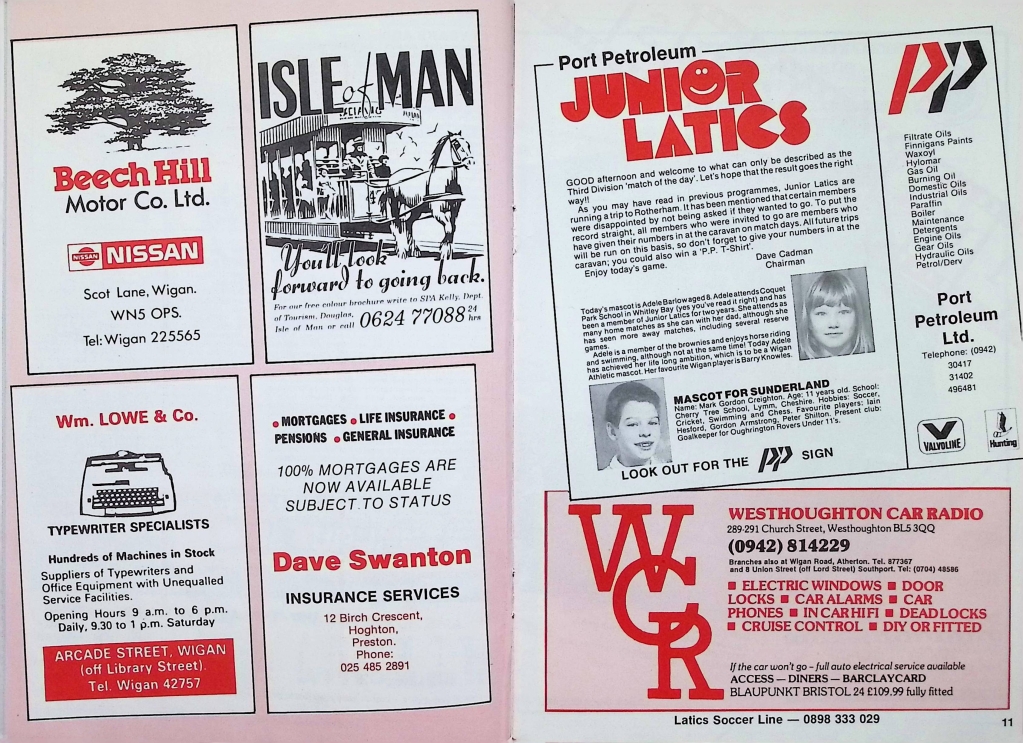 Beech Hill
Motor Co. Ltd.
NISSAN NISSAN
Scot Lane, Wigan.
WN5 OPS.
Tel: Wigan 225565
ISLE of MAN
You'll look
forward to going back.
For our free colour brochure write to SPA Kelly, Dept.
of Tourism, Douglas,
Isle of Man or call 0624 77088 24 hrs
Wm. LOWE & Co.
TYPEWRITER SPECIALISTS
Hundreds of Machines in Stock
Suppliers of Typewriters and
Office Equipment with Unequalled
Service Facilities.
Opening Hours 9 a.m. to 6 p.m.
Daily, 9.30 to 1 p.m. Saturday
ARCADE STREET, WIGAN
(off Library Street).
Tel. Wigan 42757
• MORTGAGES • LIFE INSURANCE •
PENSIONS • GENERAL INSURANCE
100% MORTGAGES ARE
NOW AVAILABLE
SUBJECT TO STATUS
Dave Swanton
INSURANCE SERVICES
12 Birch Crescent,
Hoghton,
Preston.
Phone:
025 485 2891
Port Petroleum
JUNIOR
LATICS
GOOD afternoon and welcome to what can only be described as the
Third Division 'match of the day'. Let's hope that the result goes the right
way!!
As you may have read in previous programmes, Junior Latics are
running a trip to Rotherham. It has been mentioned that certain members
were disappointed by not being asked if they wanted to go. To put the
record straight, all members who were invited to go are members who
have given their numbers in at the caravan on match days. All future trips
will be run on this basis, so don't forget to give your numbers in at the
caravan; you could also win a 'P.P. T-Shirt'.
Enjoy today's game.
Dave Cadman
Chairman
Today's mascot is Adele Barlow aged 8. Adele attends Coquet
Park School in Whitley Bay (yes you've read it right) and has
been a member of Junior Latics for two years. She attends as
many home matches as she can with her dad, although she
has seen more away matches, including several reserve
games.
Adele is a member of the brownies and enjoys horse riding
and swimming, although not at the same time! Today Adele
has achieved her life long ambition, which is to be a Wigan
Athletic mascot. Her favourite Wigan player is Barry Knowles.
MASCOT FOR SUNDERLAND
Name: Mark Gordon Creighton. Age: 11 years old. School:
Cherry Tree School, Lymm, Cheshire. Hobbies: Soccer,
Cricket, Swimming and Chess. Favourite players: Iain
Hesford, Gordon Armstrong, Peter Shilton. Present club:
Goalkeeper for Oughrington Rovers Under 11's.
LOOK OUT FOR THE PP SIGN
PP
Filtrate Oils
Finnigans Paints
Waxoyl
Hylomar
Gas Oil
Burning Oil
Domestic Oils
Industrial Oils
Paraffin
Boiler
Maintenance
Detergents
Engine Oils
Gear Oils
Hydraulic Oils
Petrol/Derv
Port
Petroleum
Ltd.
Telephone: (0942)
30417
31402
496481
VALVOLINE
Hunting
WCR
WESTHOUGHTON CAR RADIO
289-291 Church Street, Westhoughton BL5 3QQ
(0942) 814229
Branches also at Wigan Road, Atherton. Tel. 877367
and 8 Union Street (off Lord Street) Southport. Tel: (0704) 48586
■ ELECTRIC WINDOWS ■ DOOR
LOCKS ■ CAR ALARMS ■ CAR
PHONES ■ IN CAR HIFI ■ DEADLOCKS
■ CRUISE CONTROL ■ DIY OR FITTED
If the car won't go – full auto electrical service available
ACCESS — DINERS — BARCLAYCARD
BLAUPUNKT BRISTOL 24 £109.99 fully fitted
Latics Soccer Line — 0898 333 029
11